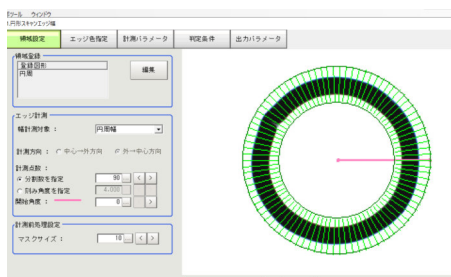 ツール ウィンドウ
円形スキャンエッジ幅
領域設定 エッジ色指定 計測パラメータ 判定条件 出力パラメータ
領域登録
登録図形
円周
編集
エッジ計測
幅計測対象 : 円周幅
計測方向 : 中心→外方向 外→中心方向
計測点数 :
分割数を指定 90 ... < >
刻み角度を指定 4.000 ...
開始角度 : 0 ... >
計測前処理設定
マスクサイズ : 10 ... < >